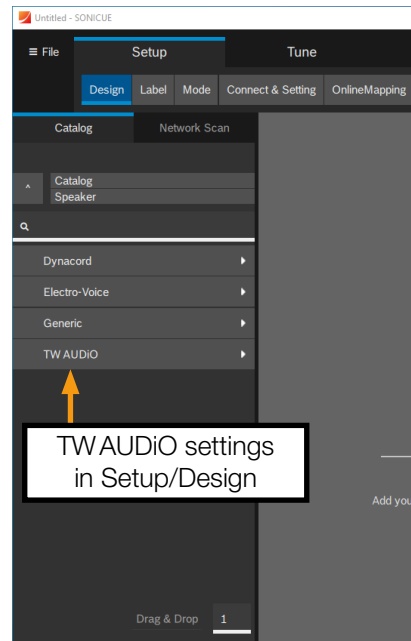 Untitled - SONICUE
≡ File Setup Tune
Design Label Mode Connect & Setting OnlineMapping
Catalog Network Scan
Catalog
Speaker
Dynacord
Electro-Voice
Generic
TW AUDiO
TW AUDiO settings
in Setup/Design
Add you
Drag & Drop 1